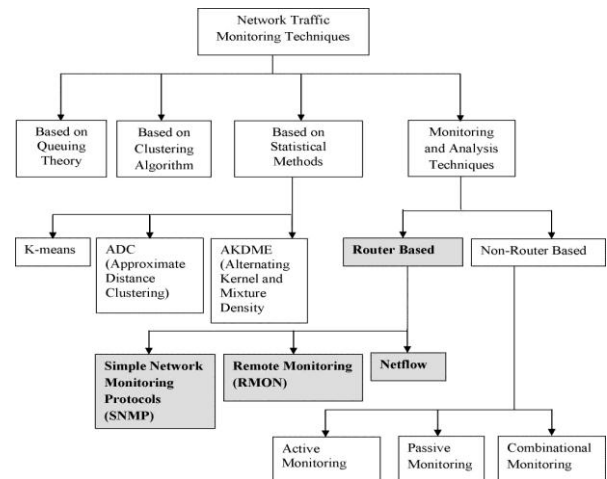 Network Traffic
Monitoring Techniques
Based on
Queuing
Theory
Based on
Clustering
Algorithm
Based on
Statistical
Methods
Monitoring
and Analysis
Techniques
K-means
ADC
(Approximate
Distance
Clustering)
AKDME
(Alternating
Kernel and
Mixture
Density
Router Based
Non-Router Based
Simple Network
Monitoring
Protocols
(SNMP)
Remote Monitoring
(RMON)
Netflow
Active
Monitoring
Passive
Monitoring
Combinational
Monitoring